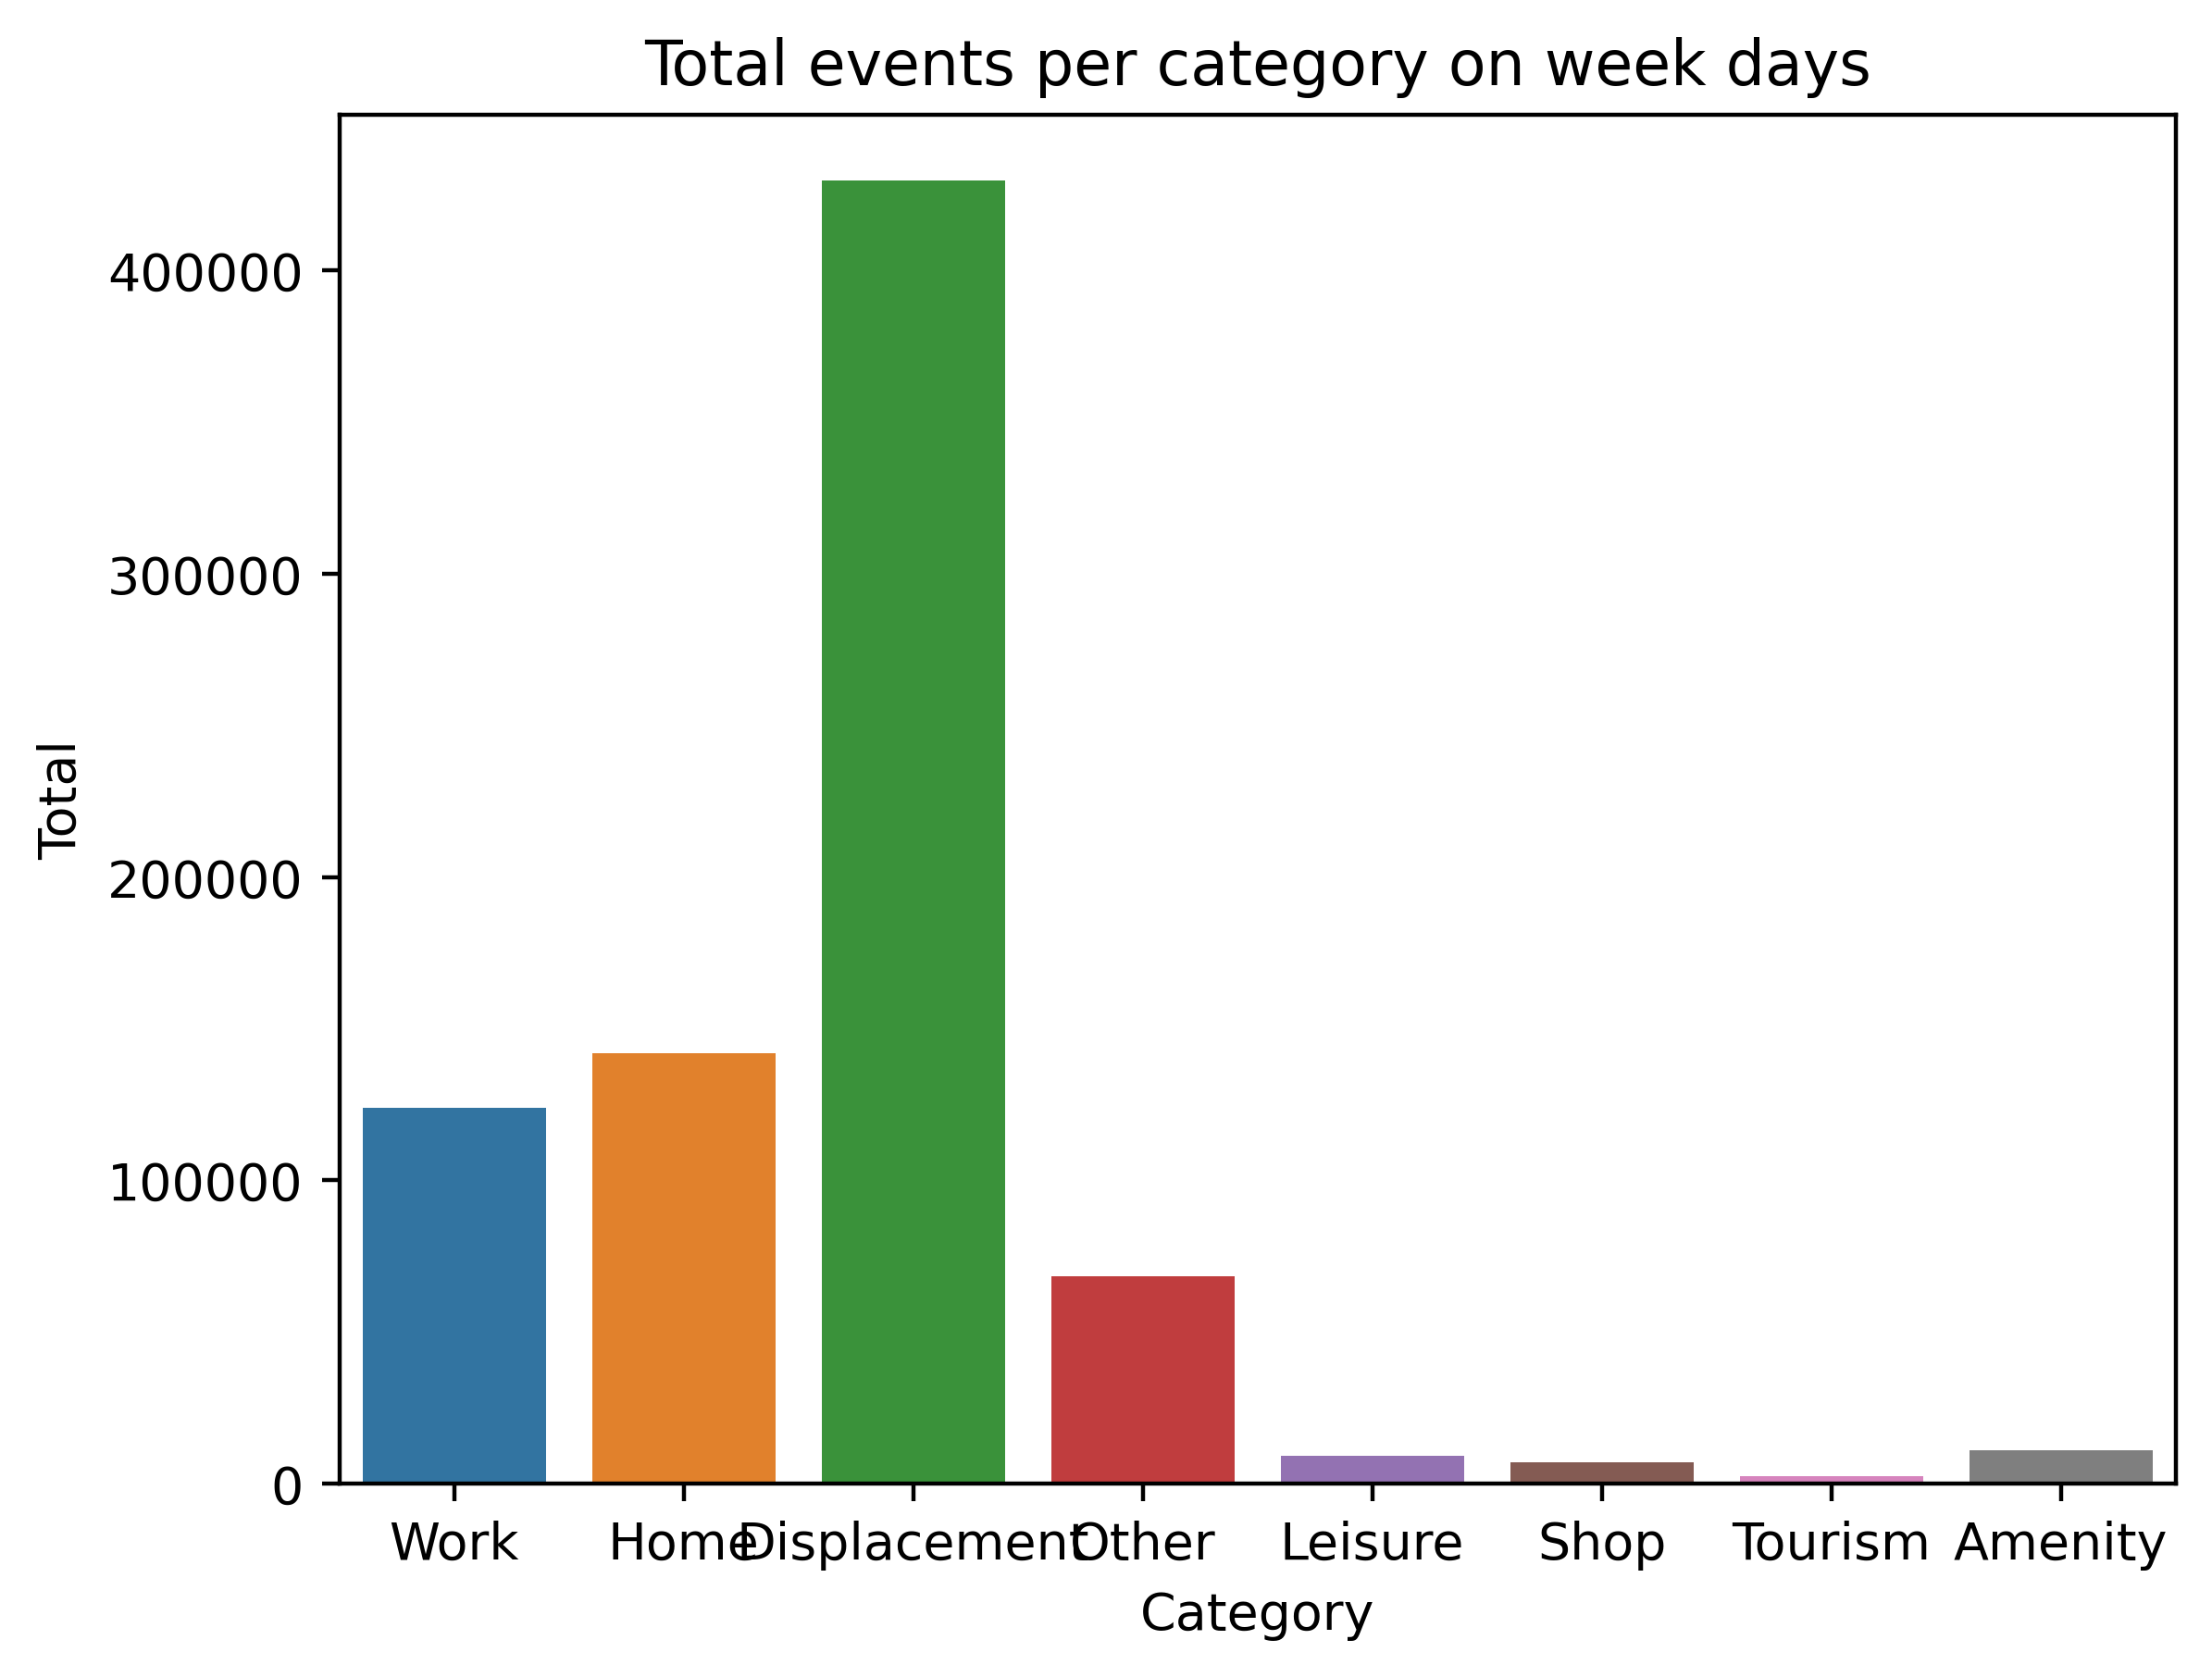 Total events per category on week days
Total
400000
300000
200000
100000
0
Work Home Displacement Other Leisure Shop Tourism Amenity
Category